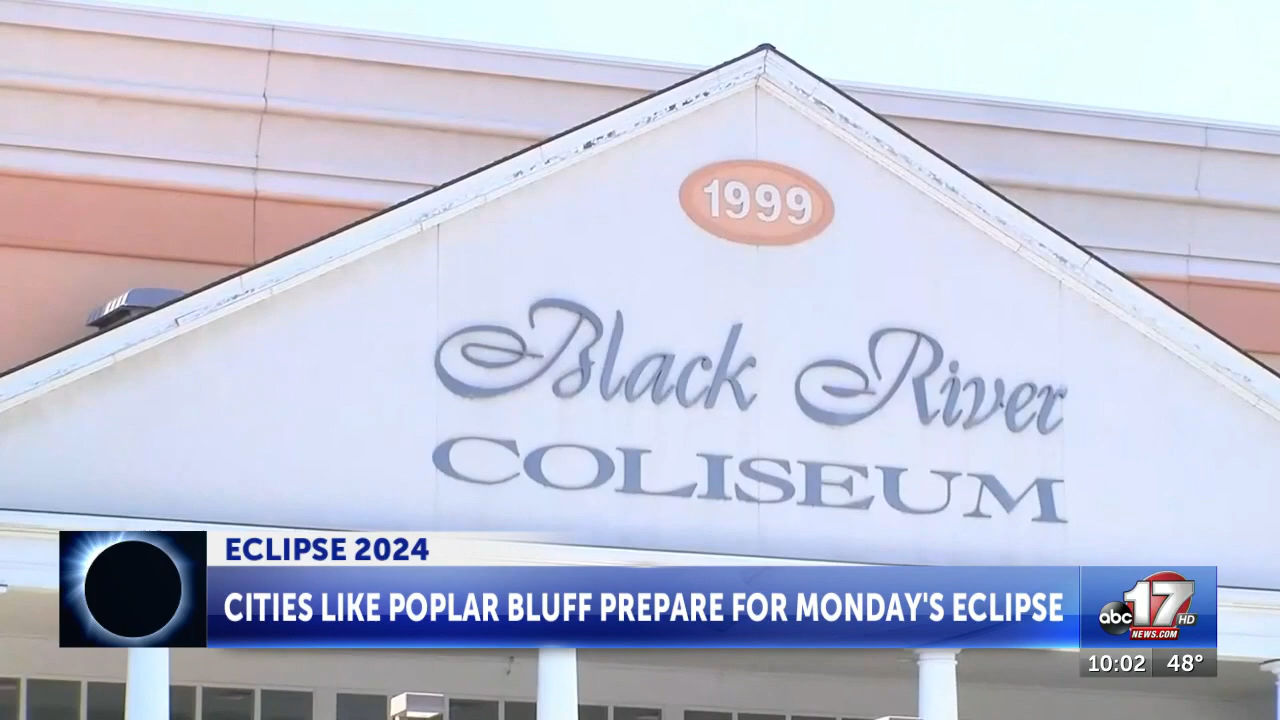 1999
Black River
COLISEUM
ECLIPSE 2024
CITIES LIKE POPLAR BLUFF PREPARE FOR MONDAY'S ECLIPSE
abc 17 HD
NEWS.COM
10:02 48°